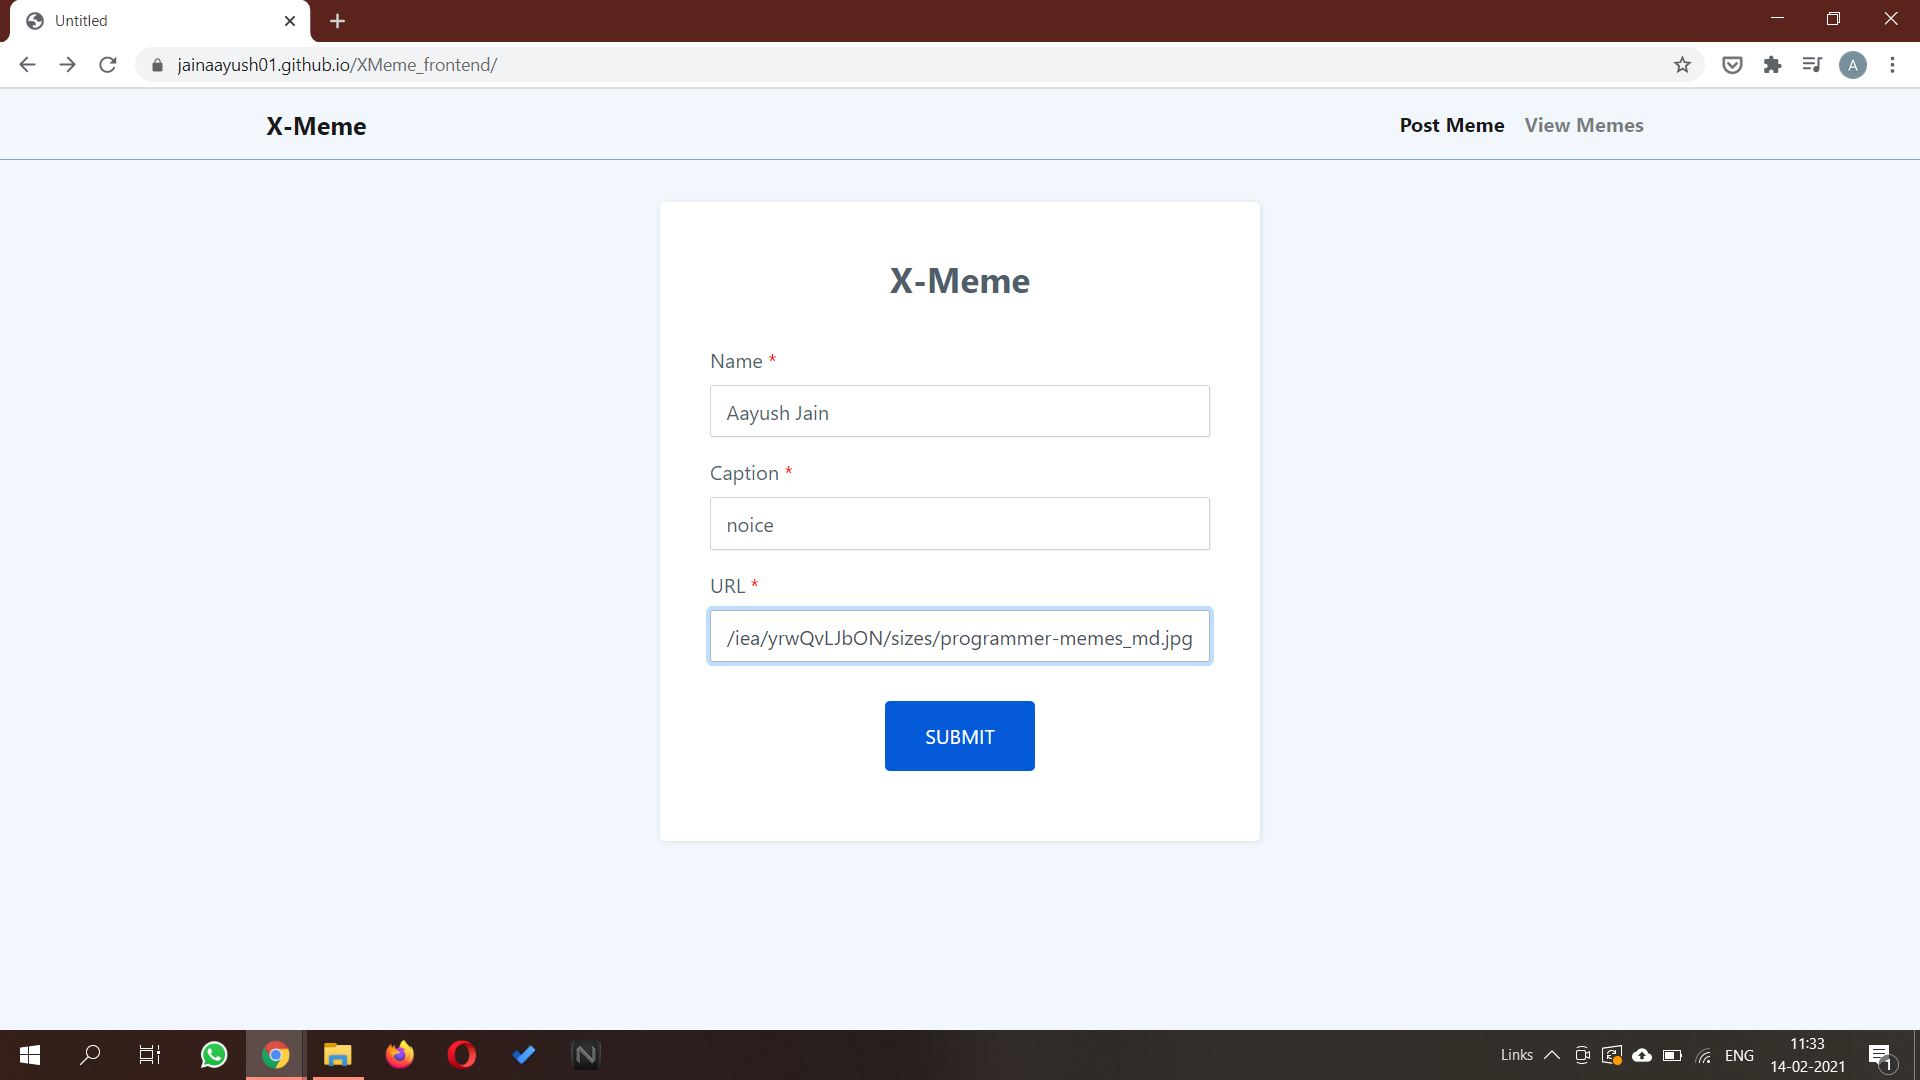 Untitled
jainaayush01.github.io/XMeme_frontend/
A
X-Meme
Post Meme
View Memes
X-Meme
Name *
Aayush Jain
Caption *
noice
URL *
/iea/yrwQvLJbON/sizes/programmer-memes_md.jpg
SUBMIT
Links
ENG
11:33
14-02-2021
1